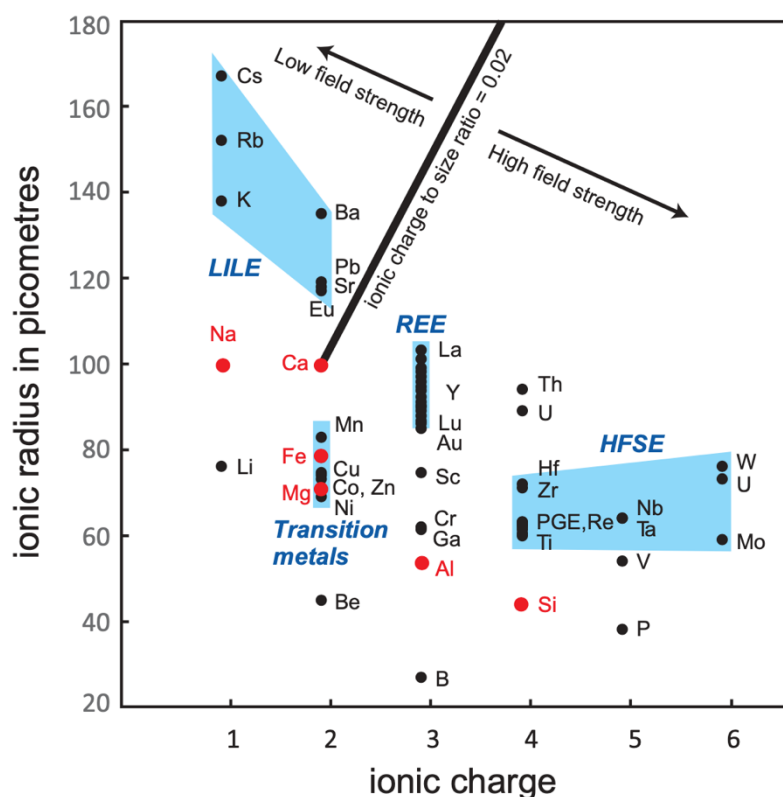 180
160
140
120
100
80
60
40
20
ionic radius in picometres
Cs
Rb
K
Ba
Pb
Sr
Eu
LILE
Low field strength
ionic charge to size ratio = 0.02
High field strength
Na
Ca
REE
La
Y
Lu
Au
Th
U
Mn
Fe
Cu
Mg
Co, Zn
Ni
Li
Transition
metals
Sc
Cr
Ga
Al
HFSE
Hf
Zr
PGE,Re
Ti
Nb
Ta
W
U
Mo
V
Be
Si
P
B
1 2 3 4 5 6
ionic charge